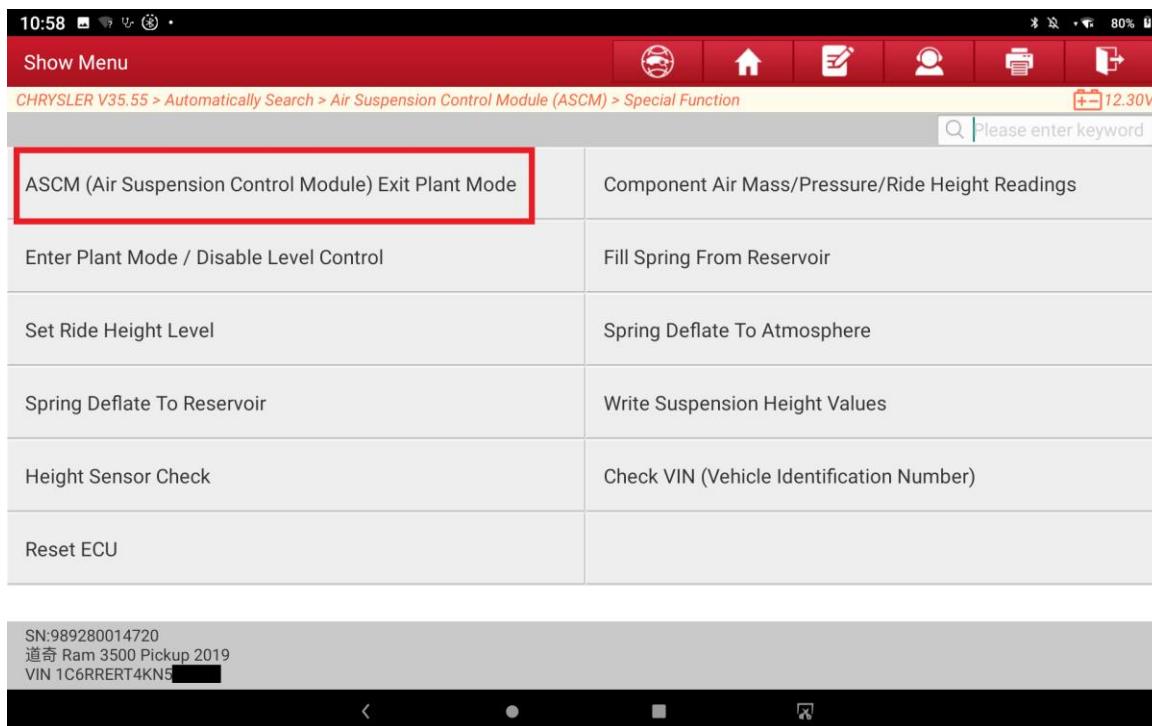 10:58
80%
Show Menu
CHRYSLER V35.55 > Automatically Search > Air Suspension Control Module (ASCM) > Special Function
12.30V
Please enter keyword
ASCM (Air Suspension Control Module) Exit Plant Mode
Component Air Mass/Pressure/Ride Height Readings
Enter Plant Mode / Disable Level Control
Fill Spring From Reservoir
Set Ride Height Level
Spring Deflate To Atmosphere
Spring Deflate To Reservoir
Write Suspension Height Values
Height Sensor Check
Check VIN (Vehicle Identification Number)
Reset ECU
SN:989280014720
道奇 Ram 3500 Pickup 2019
VIN 1C6RRERT4KN5